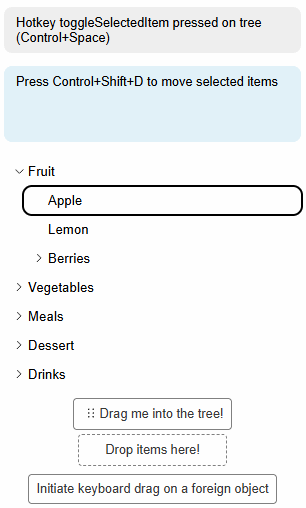 Hotkey toggleSelectedItem pressed on tree
(Control+Space)
Press Control+Shift+D to move selected items
Fruit
Apple
Lemon
Berries
Vegetables
Meals
Dessert
Drinks
Drag me into the tree!
Drop items here!
Initiate keyboard drag on a foreign object